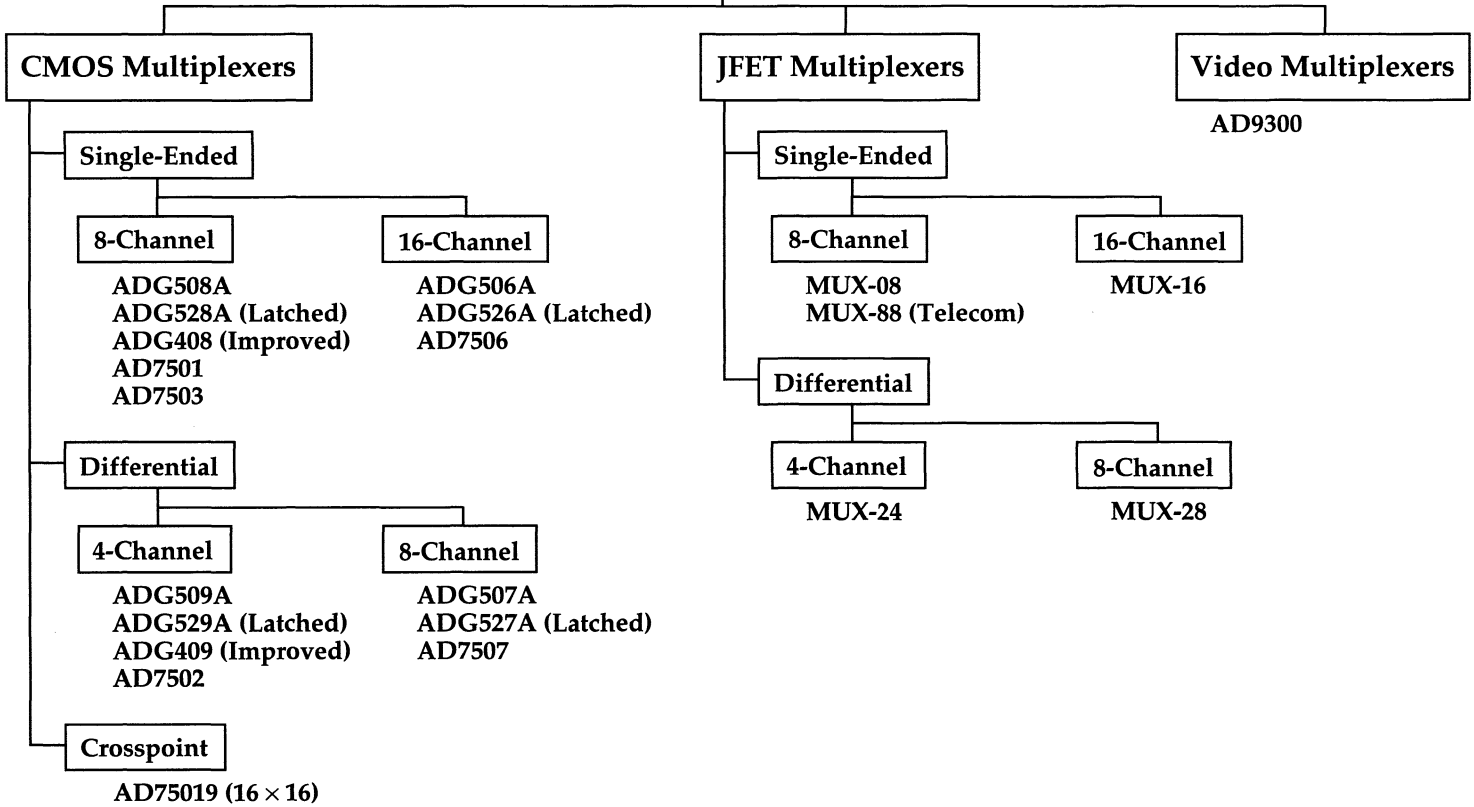 CMOS Multiplexers
Single-Ended
8-Channel
ADG508A
ADG528A (Latched)
ADG408 (Improved)
AD7501
AD7503
16-Channel
ADG506A
ADG526A (Latched)
AD7506
Differential
4-Channel
ADG509A
ADG529A (Latched)
ADG409 (Improved)
AD7502
8-Channel
ADG507A
ADG527A (Latched)
AD7507
Crosspoint
AD75019 (16 × 16)
JFET Multiplexers
Single-Ended
8-Channel
MUX-08
MUX-88 (Telecom)
16-Channel
MUX-16
Differential
4-Channel
MUX-24
8-Channel
MUX-28
Video Multiplexers
AD9300